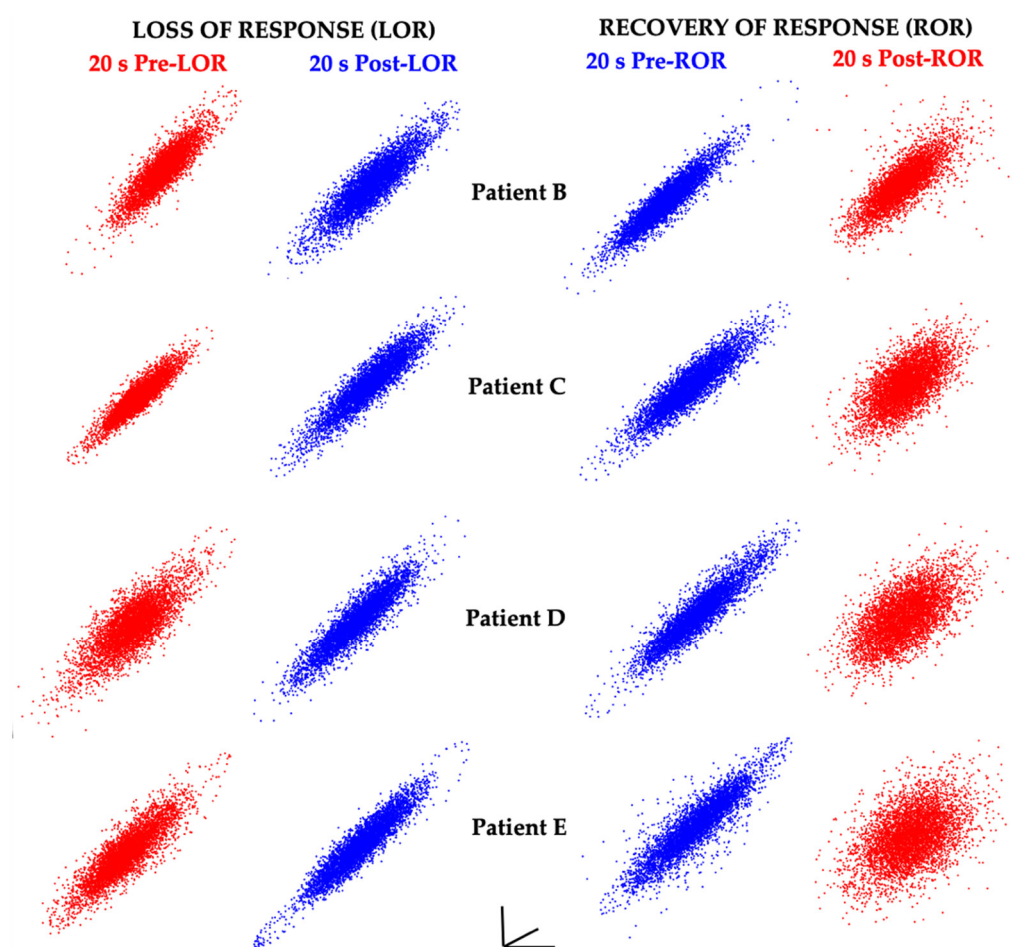 LOSS OF RESPONSE (LOR)
RECOVERY OF RESPONSE (ROR)
20 s Pre-LOR
20 s Post-LOR
20 s Pre-ROR
20 s Post-ROR
Patient B
Patient C
Patient D
Patient E